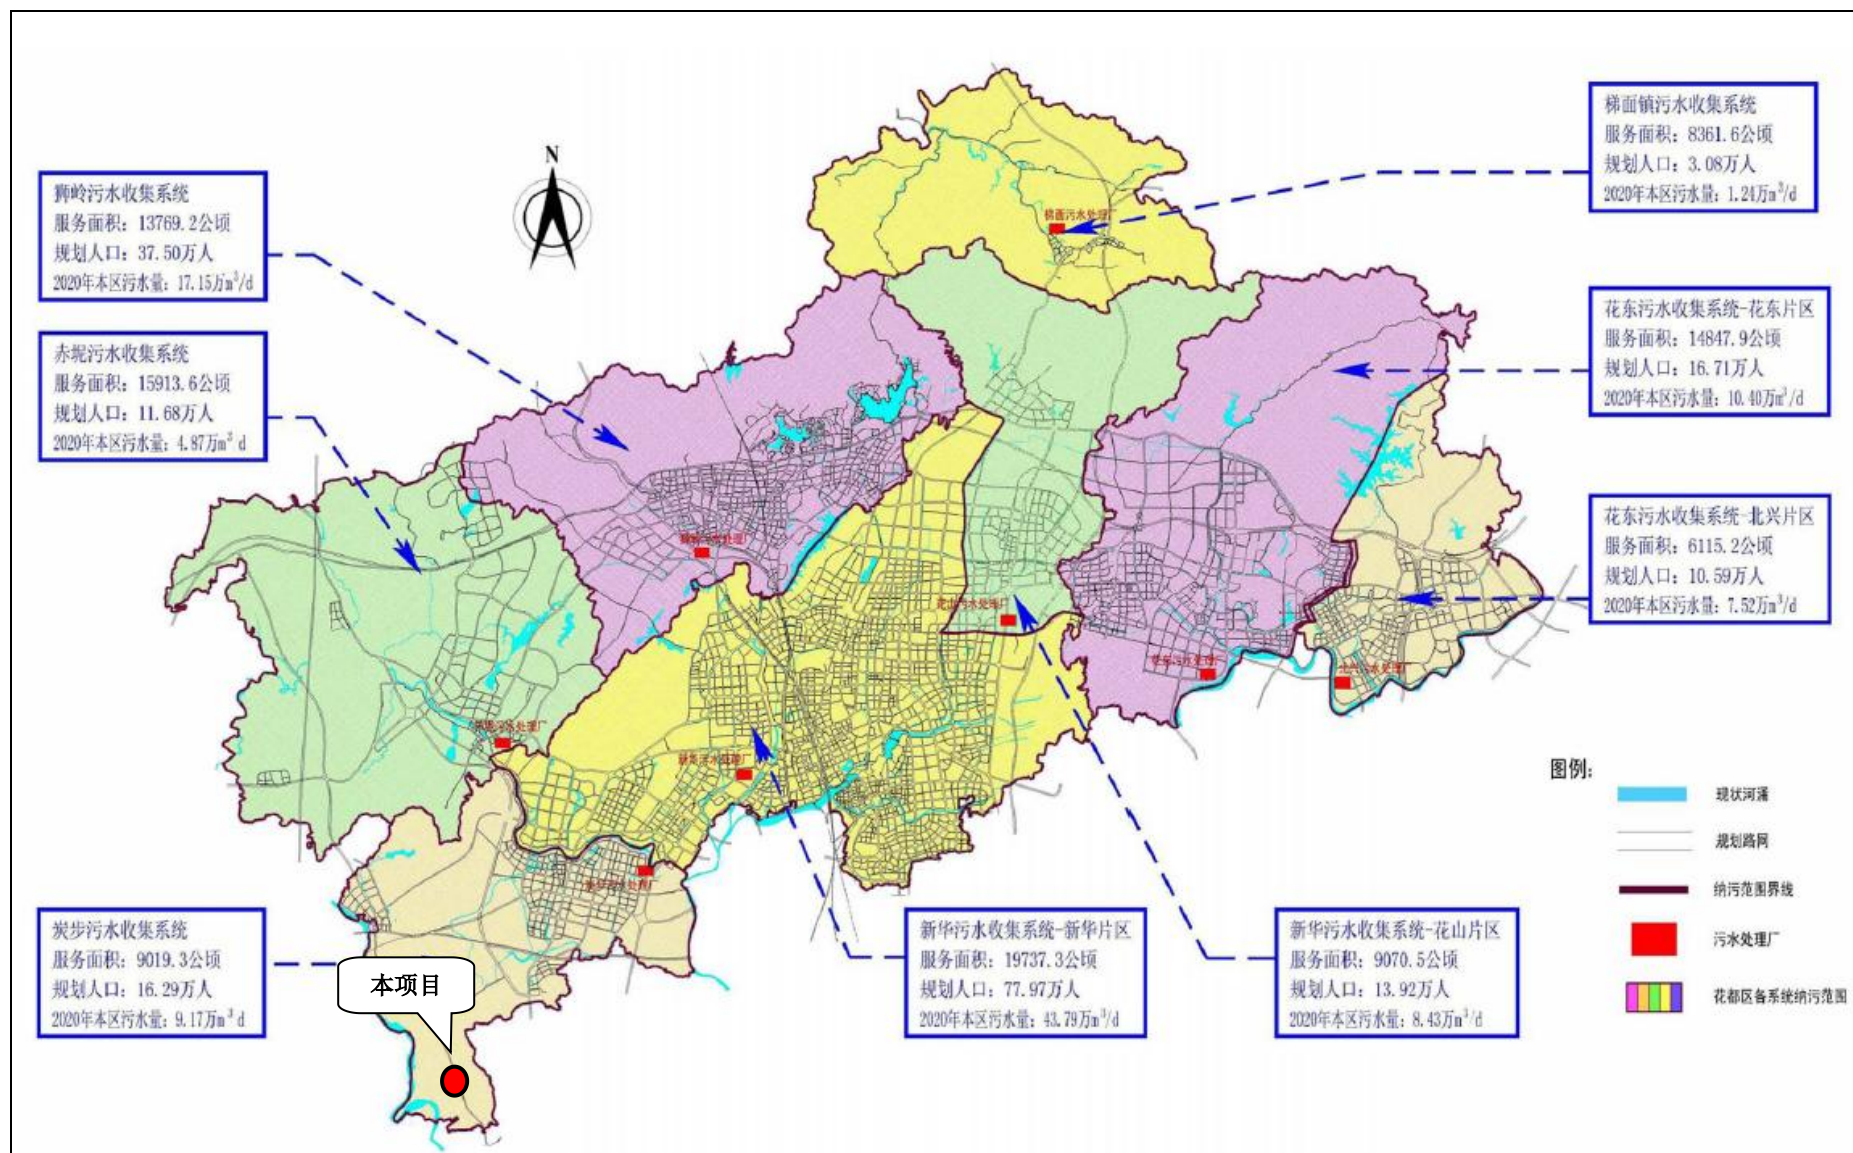 梯面镇污水收集系统
服务面积：8361.6公顷
规划人口：3.08万人
2020年本区污水量：1.24万m³/d
N
狮岭污水收集系统
服务面积：13769.2公顷
规划人口：37.50万人
2020年本区污水量：17.15万m³/d
梯面污水处理厂
花东污水收集系统-花东片区
服务面积：14847.9公顷
规划人口：16.71万人
2020年本区污水量：10.40万m³/d
赤坭污水收集系统
服务面积：15913.6公顷
规划人口：11.68万人
2020年本区污水量：4.87万m³ d
花东污水收集系统-北兴片区
服务面积：6115.2公顷
规划人口：10.59万人
2020年本区污水量：7.52万m³/d
花山污水处理厂
图例：
现状河涌
规划路网
纳污范围界线
污水处理厂
花都区各系统纳污范围
炭步污水收集系统
服务面积：9019.3公顷
规划人口：16.29万人
2020年本区污水量：9.17万m³ d
本项目
新华污水收集系统-新华片区
服务面积：19737.3公顷
规划人口：77.97万人
2020年本区污水量：43.79万m³/d
新华污水收集系统-花山片区
服务面积：9070.5公顷
规划人口：13.92万人
2020年本区污水量：8.43万m³/d